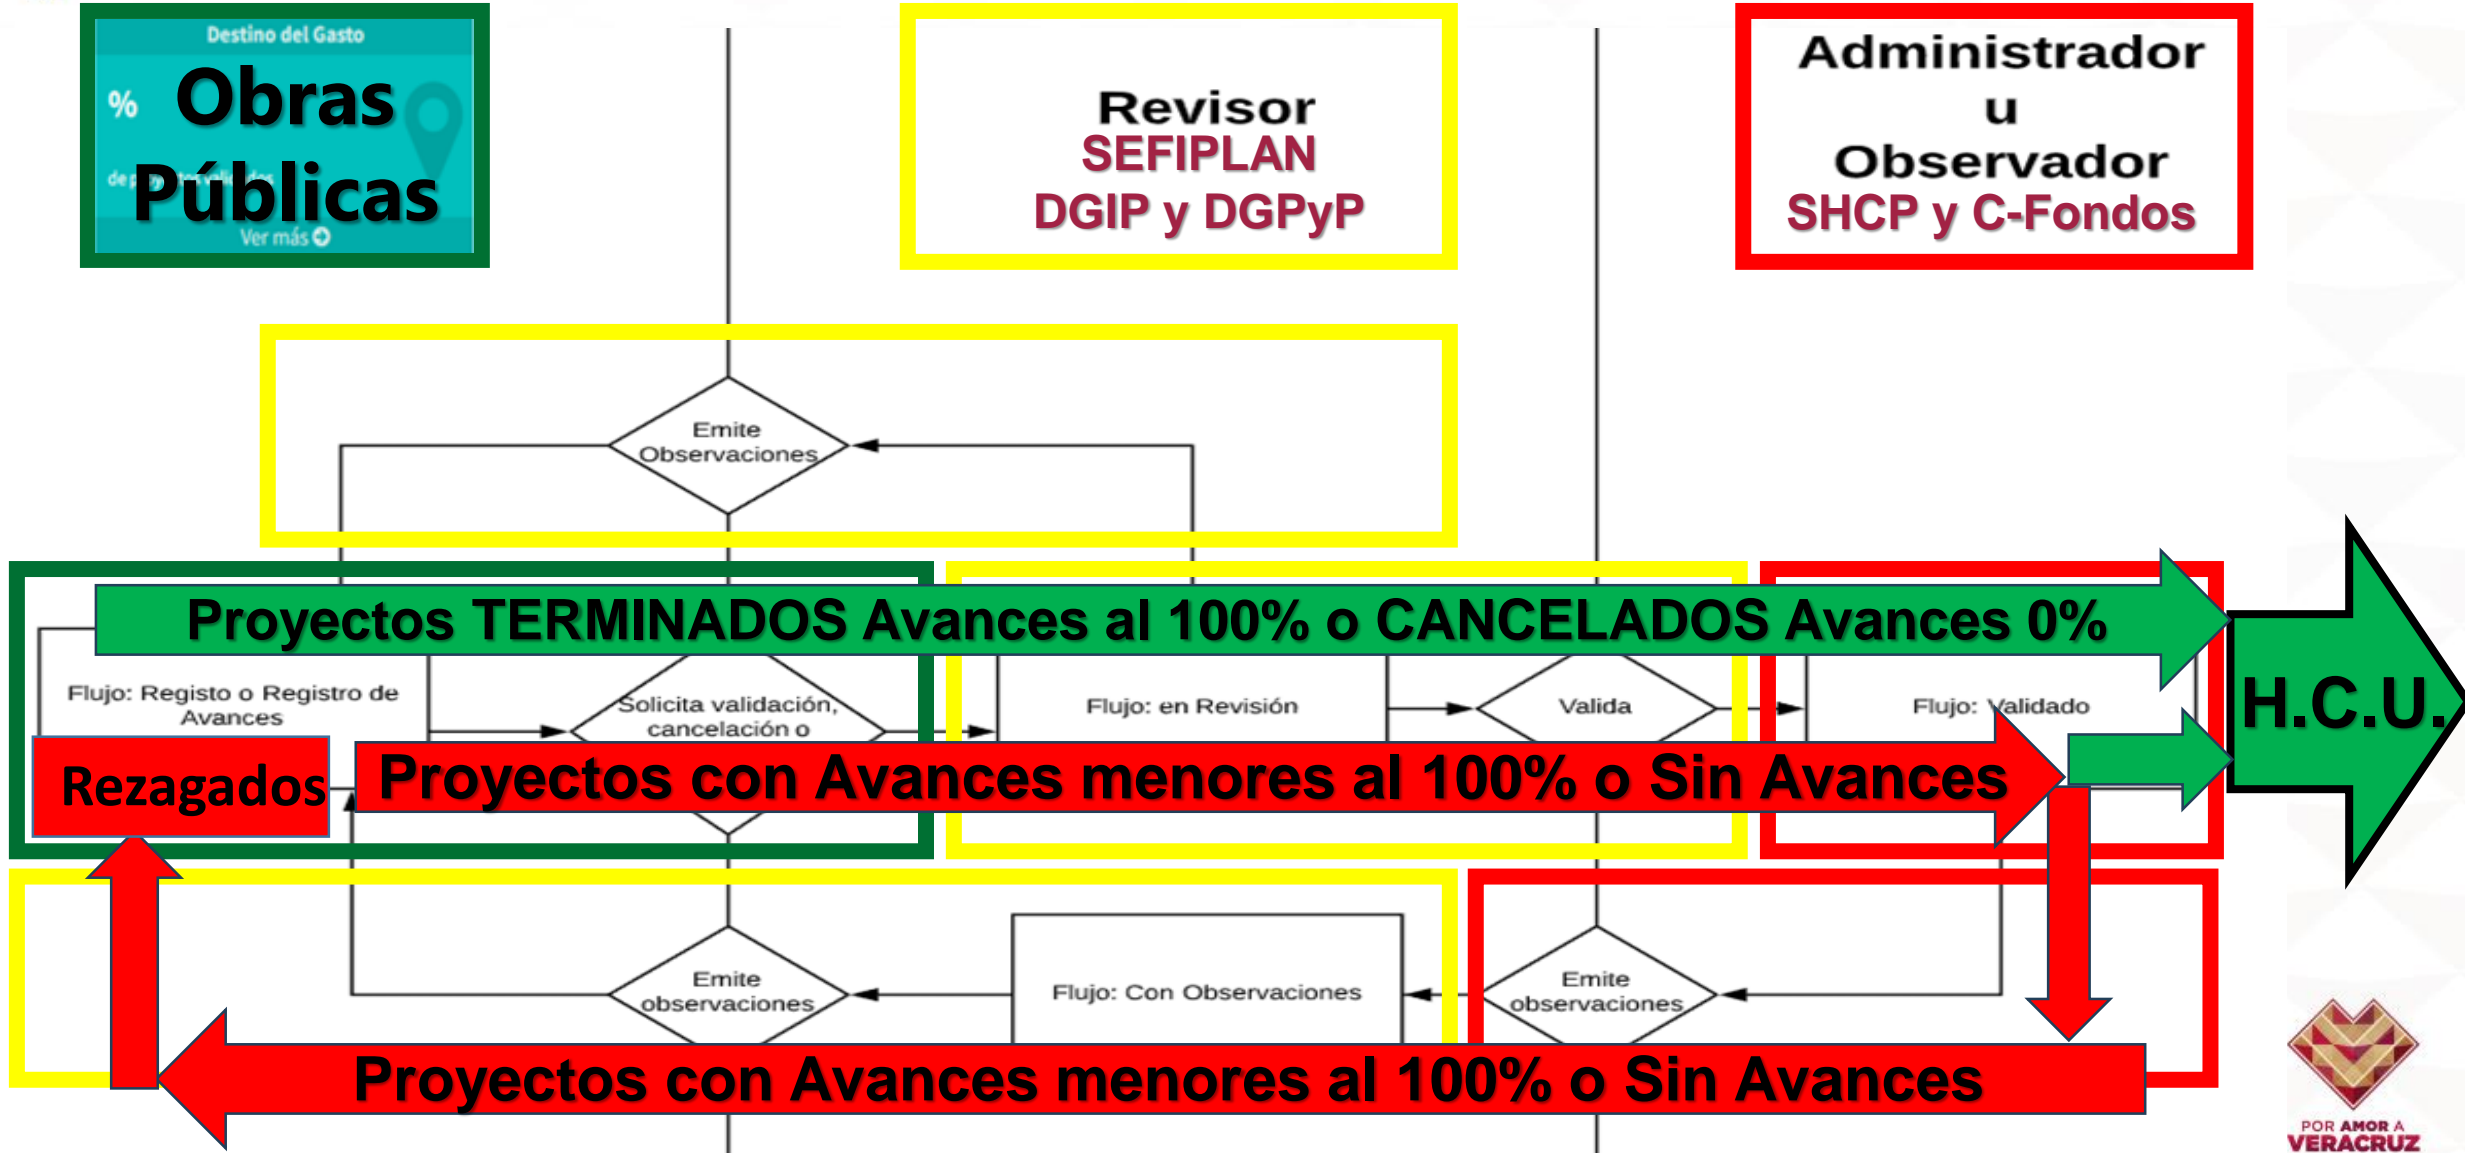 Destino del Gasto
%
Obras
Públicas
de proyectos validados
Ver más
Revisor
SEFIPLAN
DGIP y DGPyP
Administrador
u
Observador
SHCP y C-Fondos
Emite
Observaciones
Proyectos TERMINADOS Avances al 100% o CANCELADOS Avances 0%
H.C.U.
Flujo: Registo o Registro de
Avances
Solicita validación,
cancelación o
Flujo: en Revisión
Valida
Flujo: Validado
Rezagados
Proyectos con Avances menores al 100% o Sin Avances
Emite
observaciones
Flujo: Con Observaciones
Emite
observaciones
Proyectos con Avances menores al 100% o Sin Avances
POR AMOR A
VERACRUZ